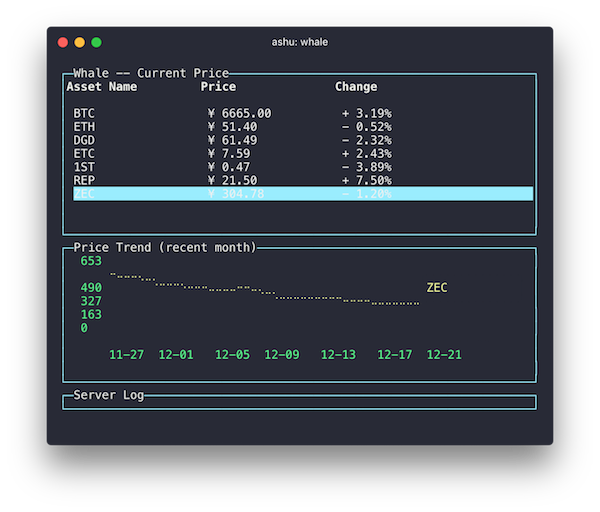 ashu: whale
Whale –– Current Price
Asset Name Price Change
BTC ¥ 6665.00 + 3.19%
ETH ¥ 51.40 – 0.52%
DGD ¥ 61.49 – 2.32%
ETC ¥ 7.59 + 2.43%
1ST ¥ 0.47 – 3.89%
REP ¥ 21.50 + 7.50%
ZEC ¥ 304.78 – 1.20%
Price Trend (recent month)
653
490 ZEC
327
163
0
11–27 12–01 12–05 12–09 12–13 12–17 12–21
Server Log